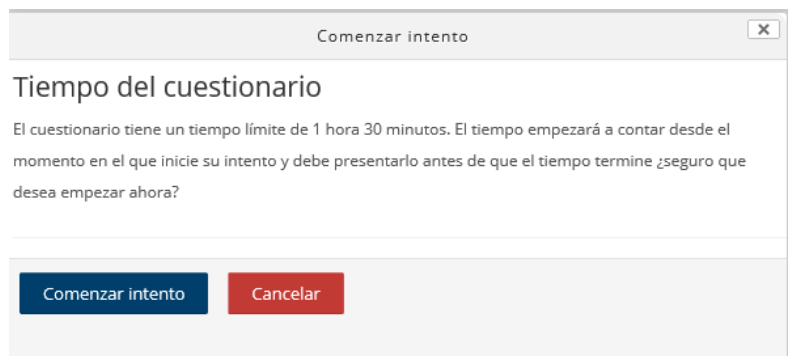 Comenzar intento
Tiempo del cuestionario
El cuestionario tiene un tiempo límite de 1 hora 30 minutos. El tiempo empezará a contar desde el
momento en el que inicie su intento y debe presentarlo antes de que el tiempo termine ¿seguro que
desea empezar ahora?
Comenzar intento
Cancelar